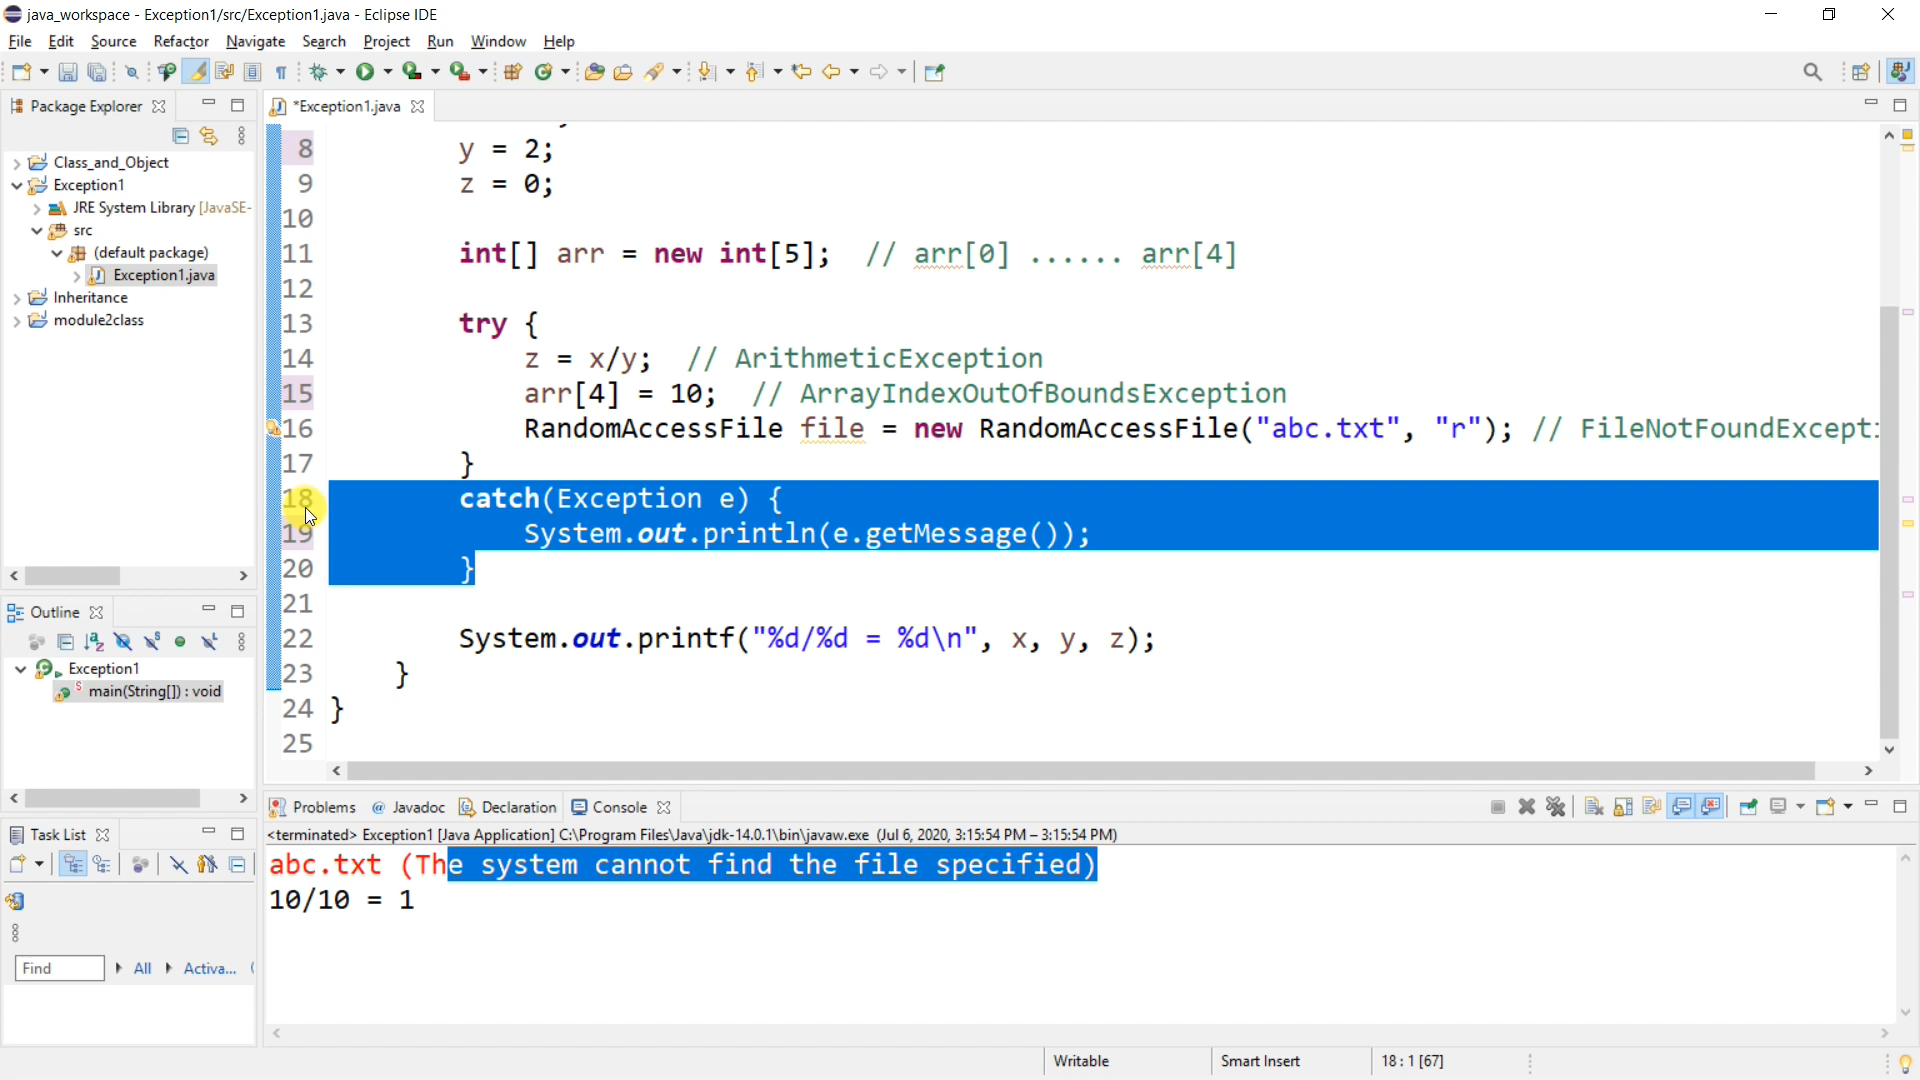 java_workspace - Exception1/src/Exception1.java - Eclipse IDE
File Edit Source Refactor Navigate Search Project Run Window Help
Package Explorer
Class_and_Object
Exception1
JRE System Library [JavaSE-
src
(default package)
Exception1.java
Inheritance
module2class
Outline
Exception1
main(String[]) : void
Task List
Find All Activa...
*Exception1.java
8 y = 2;
9 z = 0;
10
11 int[] arr = new int[5]; // arr[0] ...... arr[4]
12
13 try {
14 z = x/y; // ArithmeticException
15 arr[4] = 10; // ArrayIndexOutOfBoundsException
16 RandomAccessFile file = new RandomAccessFile("abc.txt", "r"); // FileNotFoundExcept
17 }
18 catch(Exception e) {
19 System.out.println(e.getMessage());
20 }
21
22 System.out.printf("%d/%d = %d\n", x, y, z);
23 }
24 }
25
Problems @ Javadoc Declaration Console
<terminated> Exception1 [Java Application] C:\Program Files\Java\jdk-14.0.1\bin\javaw.exe (Jul 6, 2020, 3:15:54 PM – 3:15:54 PM)
abc.txt (The system cannot find the file specified)
10/10 = 1
Writable Smart Insert 18 : 1 [67]